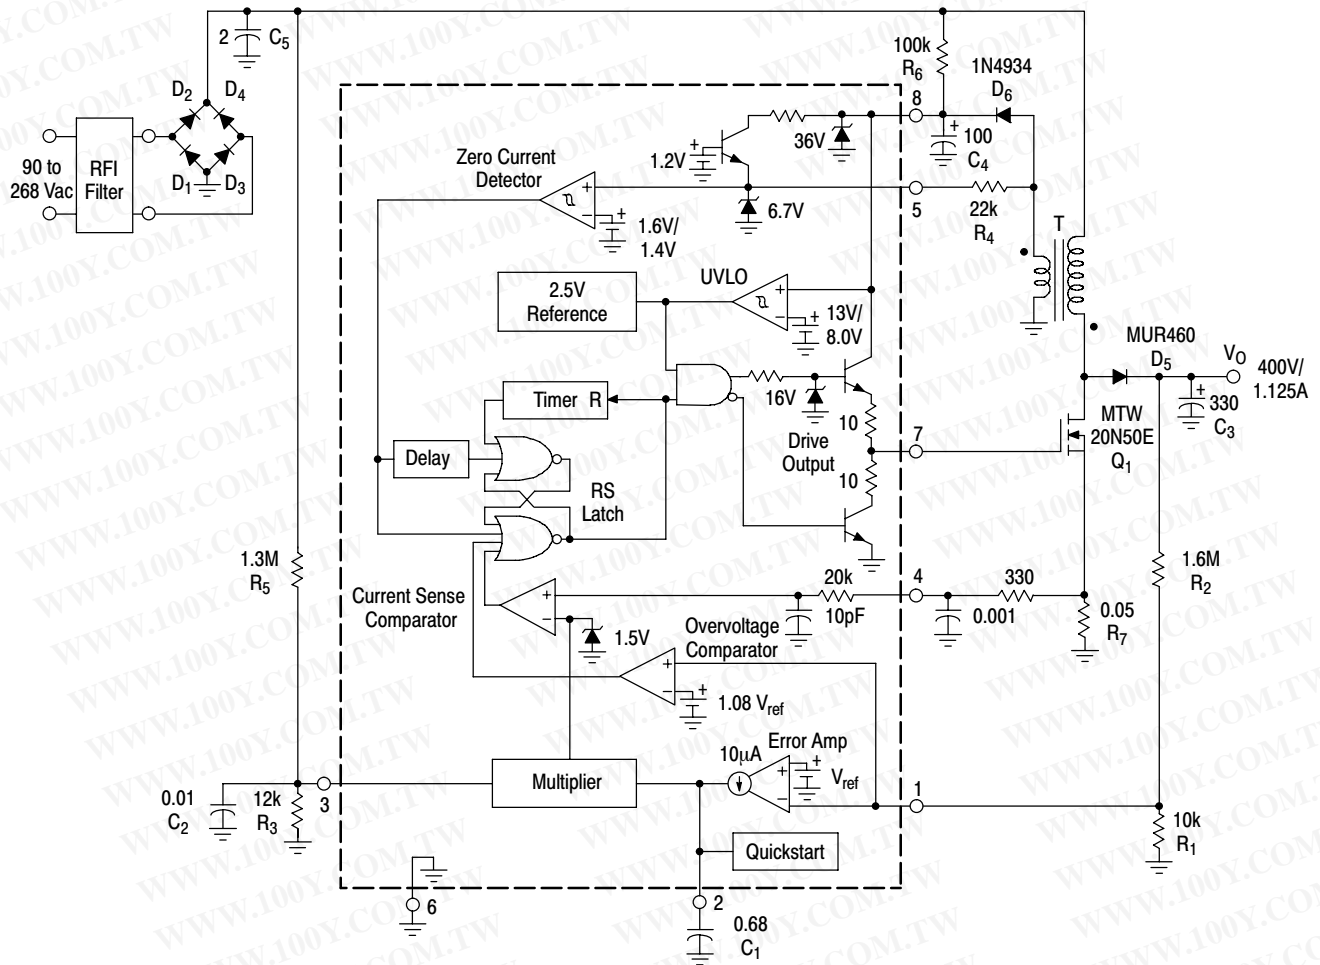 WWW.100Y.COM.TW
2 C5
100k
R6
1N4934
D6
D2 D4
8
36V
1.2V
100
C4
90 to
268 Vac
RFI
Filter
D1 D3
Zero Current
Detector
+
−
6.7V
1.6V/
1.4V
5
22k
R4
T
2.5V
Reference
UVLO
13V/
8.0V
MUR460
D5
VO
400V/
1.125A
330
C3
Timer R
16V
10
Drive
Output
10
7
MTW
20N50E
Q1
Delay
RS
Latch
1.3M
R5
Current Sense
Comparator
1.5V
20k
10pF
4
330
0.001
0.05
R7
1.6M
R2
Overvoltage
Comparator
1.08 Vref
10µA
Error Amp
Vref
Multiplier
3
0.01
C2
12k
R3
1
10k
R1
Quickstart
6
2
0.68
C1